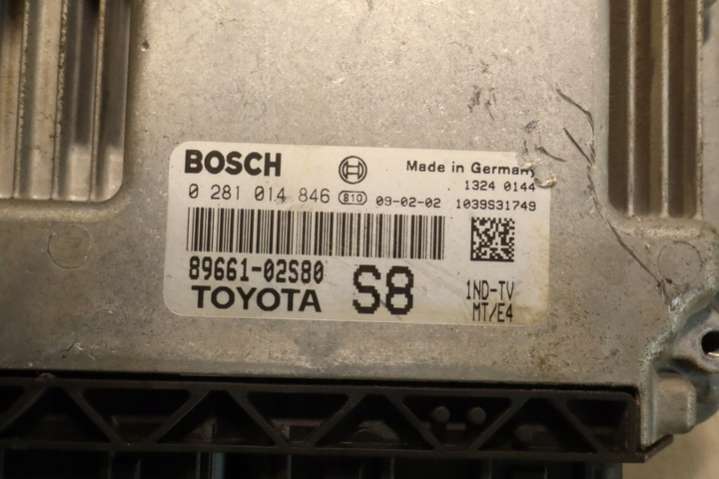 BOSCH Made in Germany
1324 0144
0 281 014 846 810 09-02-02 1039S31749
89661-02S80
TOYOTA S8 1ND-TV
MT/E4